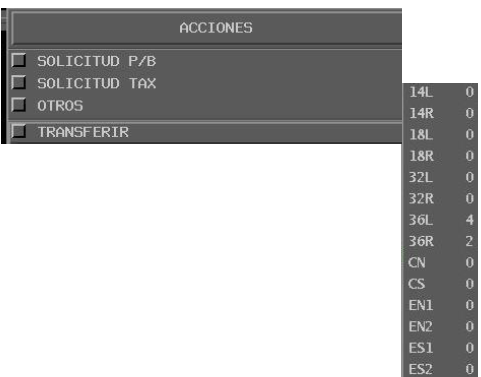 ACCIONES
SOLICITUD P/B
SOLICITUD TAX
OTROS
TRANSFERIR
14L 0
14R 0
18L 0
18R 0
32L 0
32R 0
36L 4
36R 2
CN 0
CS 0
EN1 0
EN2 0
ES1 0
ES2 0